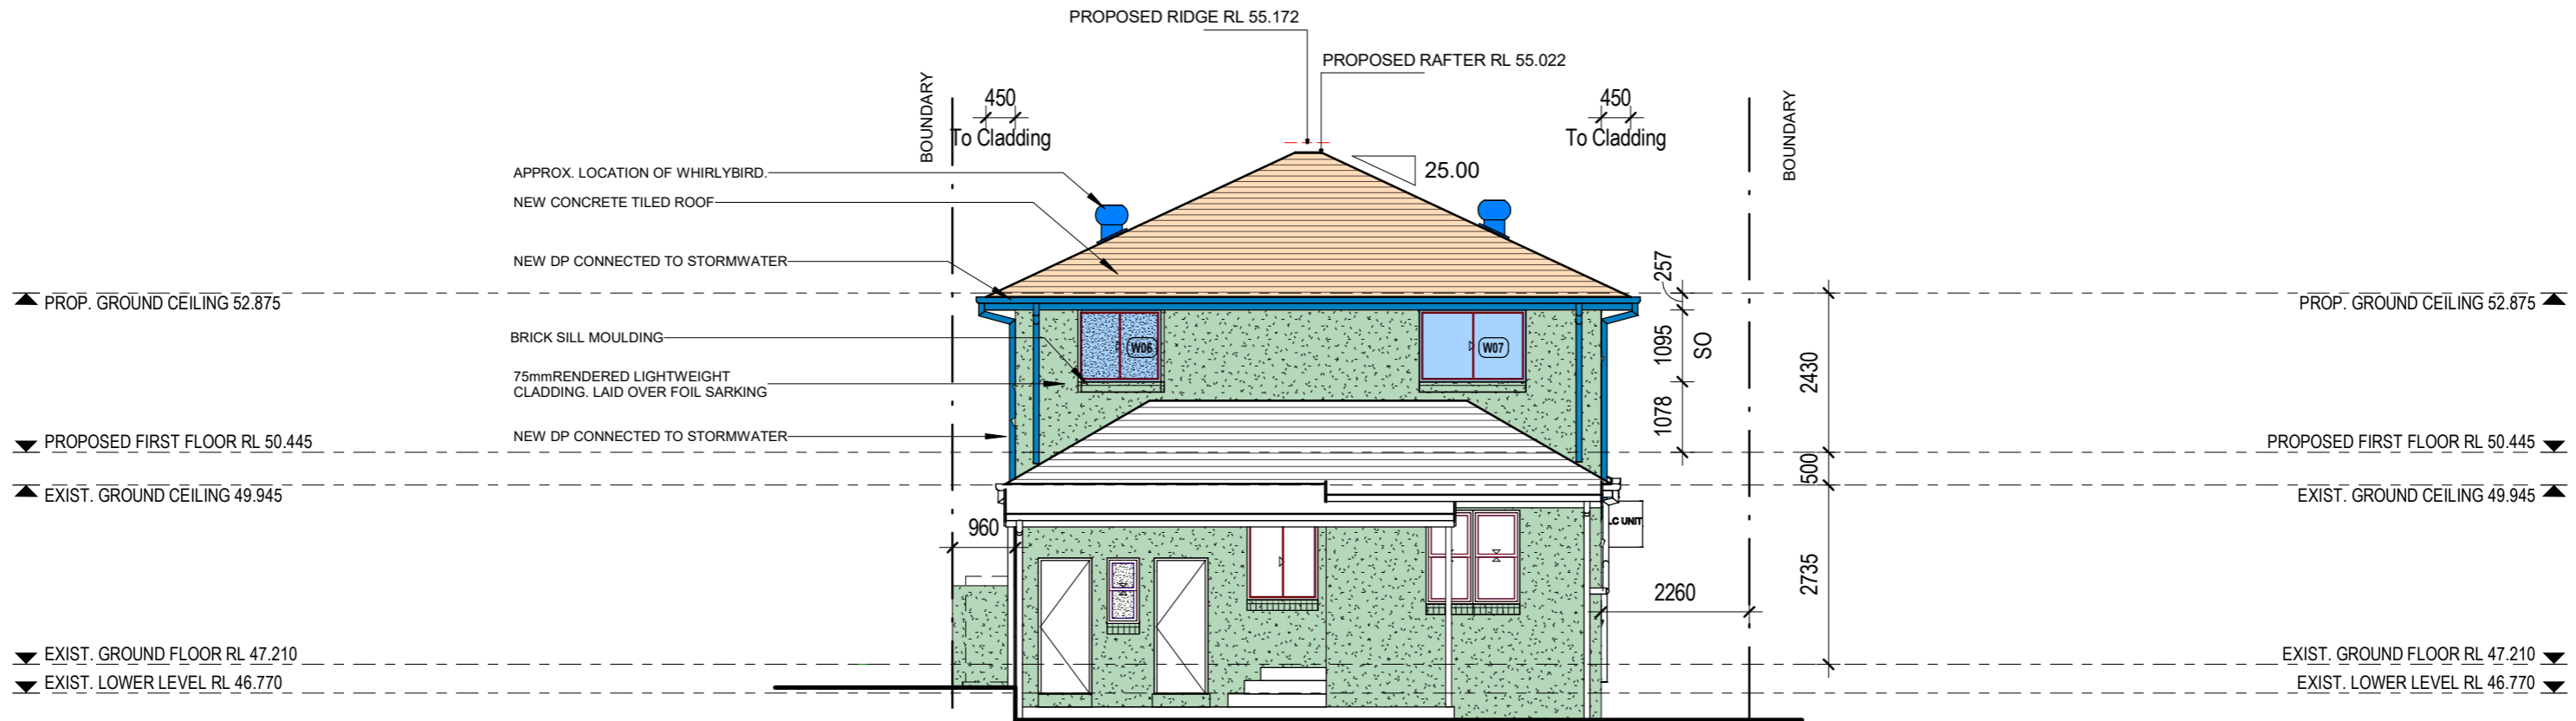 PROPOSED RIDGE RL 55.172
PROPOSED RAFTER RL 55.022
BOUNDARY
450
To Cladding
450
To Cladding
BOUNDARY
25.00
APPROX. LOCATION OF WHIRLYBIRD.
NEW CONCRETE TILED ROOF
NEW DP CONNECTED TO STORMWATER
257
PROP. GROUND CEILING 52.875
PROP. GROUND CEILING 52.875
BRICK SILL MOULDING
W06
W07
1095
SO
2430
75mmRENDERED LIGHTWEIGHT
CLADDING. LAID OVER FOIL SARKING
1078
NEW DP CONNECTED TO STORMWATER
PROPOSED FIRST FLOOR RL 50.445
PROPOSED FIRST FLOOR RL 50.445
500
EXIST. GROUND CEILING 49.945
EXIST. GROUND CEILING 49.945
960
.C UNIT
2735
2260
EXIST. GROUND FLOOR RL 47.210
EXIST. GROUND FLOOR RL 47.210
EXIST. LOWER LEVEL RL 46.770
EXIST. LOWER LEVEL RL 46.770